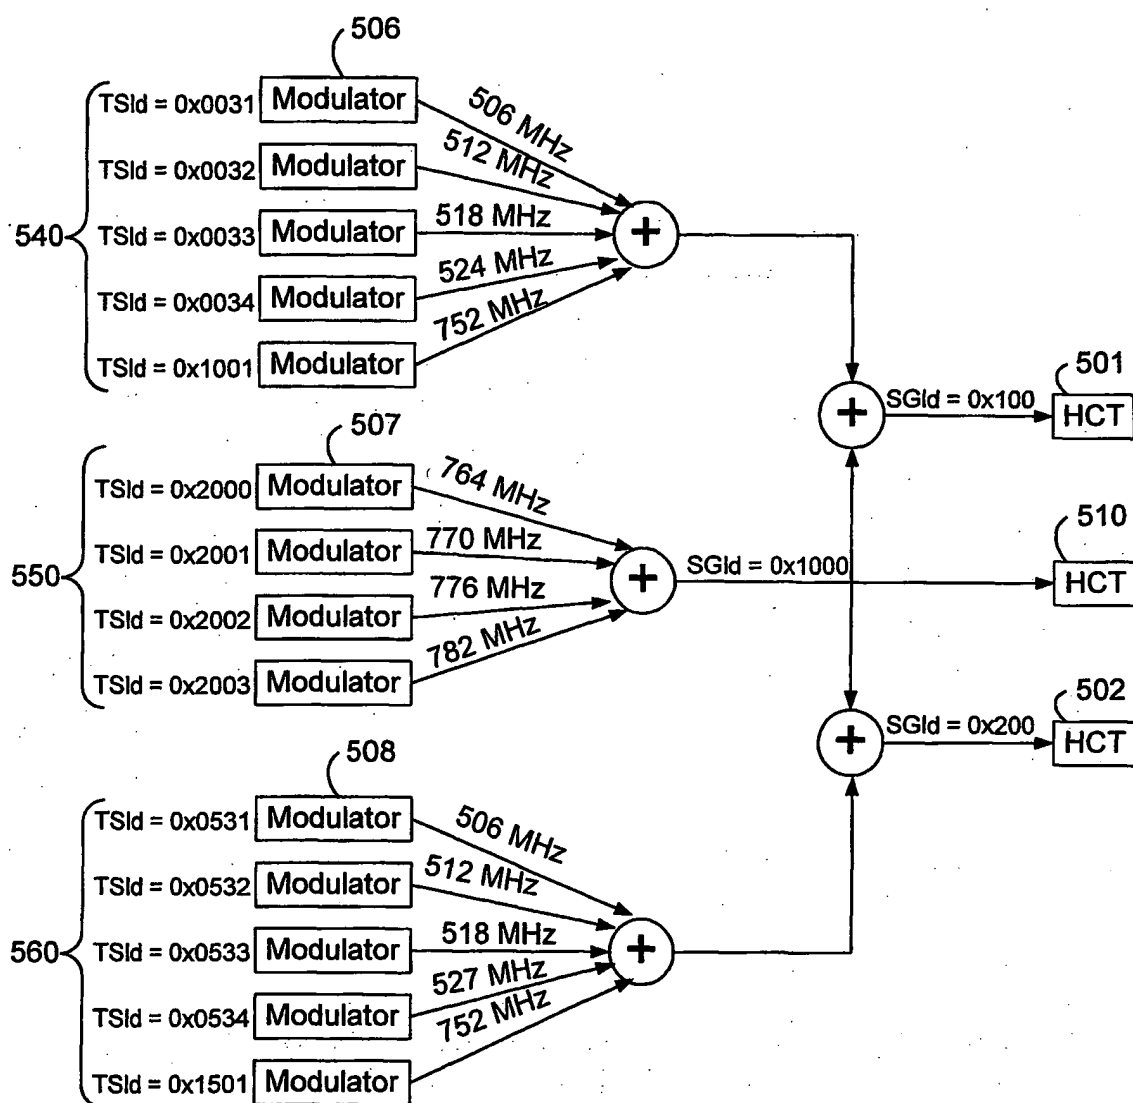 506
TSId = 0x0031 Modulator 506 MHz
TSId = 0x0032 Modulator 512 MHz
540 TSId = 0x0033 Modulator 518 MHz +
TSId = 0x0034 Modulator 524 MHz
TSId = 0x1001 Modulator 752 MHz
501
+ SGId = 0x100 HCT
507
TSId = 0x2000 Modulator 764 MHz
510
TSId = 0x2001 Modulator 770 MHz
550 + SGId = 0x1000 HCT
TSId = 0x2002 Modulator 776 MHz
TSId = 0x2003 Modulator 782 MHz
502
+ SGId = 0x200 HCT
508
TSId = 0x0531 Modulator 506 MHz
TSId = 0x0532 Modulator 512 MHz
560 TSId = 0x0533 Modulator 518 MHz +
TSId = 0x0534 Modulator 527 MHz
TSId = 0x1501 Modulator 752 MHz